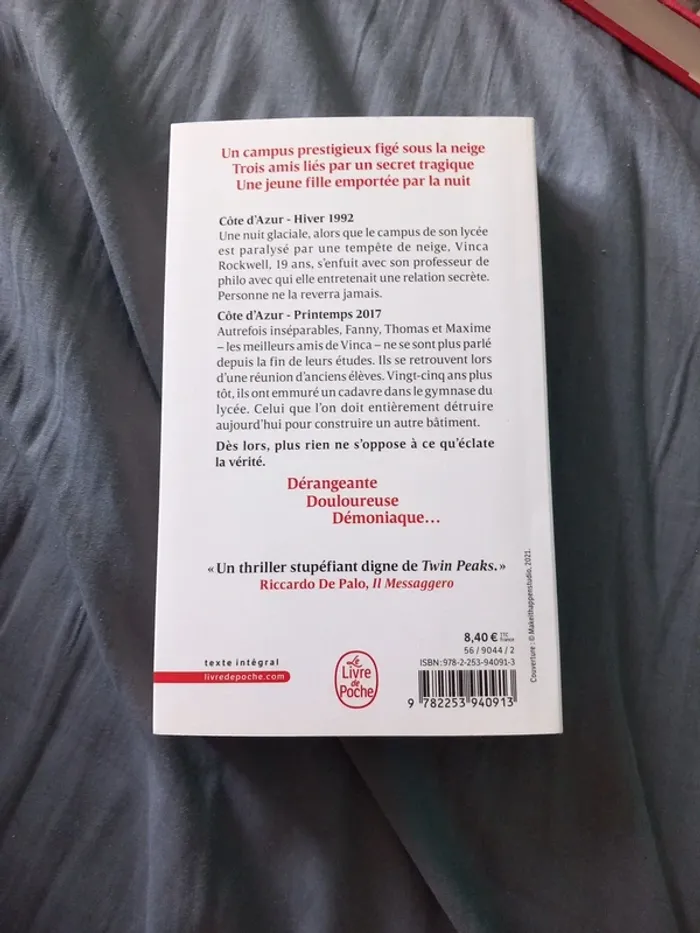 Un campus prestigieux figé sous la neige
Trois amis liés par un secret tragique
Une jeune fille emportée par la nuit
Côte d'Azur - Hiver 1992
Une nuit glaciale, alors que le campus de son lycée
est paralysé par une tempête de neige, Vinca
Rockwell, 19 ans, s'enfuit avec son professeur de
philo avec qui elle entretenait une relation secrète.
Personne ne la reverra jamais.
Côte d'Azur - Printemps 2017
Autrefois inséparables, Fanny, Thomas et Maxime
– les meilleurs amis de Vinca – ne se sont plus parlé
depuis la fin de leurs études. Ils se retrouvent lors
d'une réunion d'anciens élèves. Vingt-cinq ans plus
tôt, ils ont emmuré un cadavre dans le gymnase du
lycée. Celui que l'on doit entièrement détruire
aujourd'hui pour construire un autre bâtiment.
Dès lors, plus rien ne s'oppose à ce qu'éclate
la vérité.
Dérangeante
Douloureuse
Démoniaque...
« Un thriller stupéfiant digne de Twin Peaks. »
Riccardo De Palo, Il Messaggero
texte intégral
livredepoche.com
Le
Livre
de
Poche
8,40 € TTC
France
56 / 9044 / 2
ISBN : 978-2-253-94091-3
9 782253 940913
Couverture : © Makeithappenstudio, 2021.